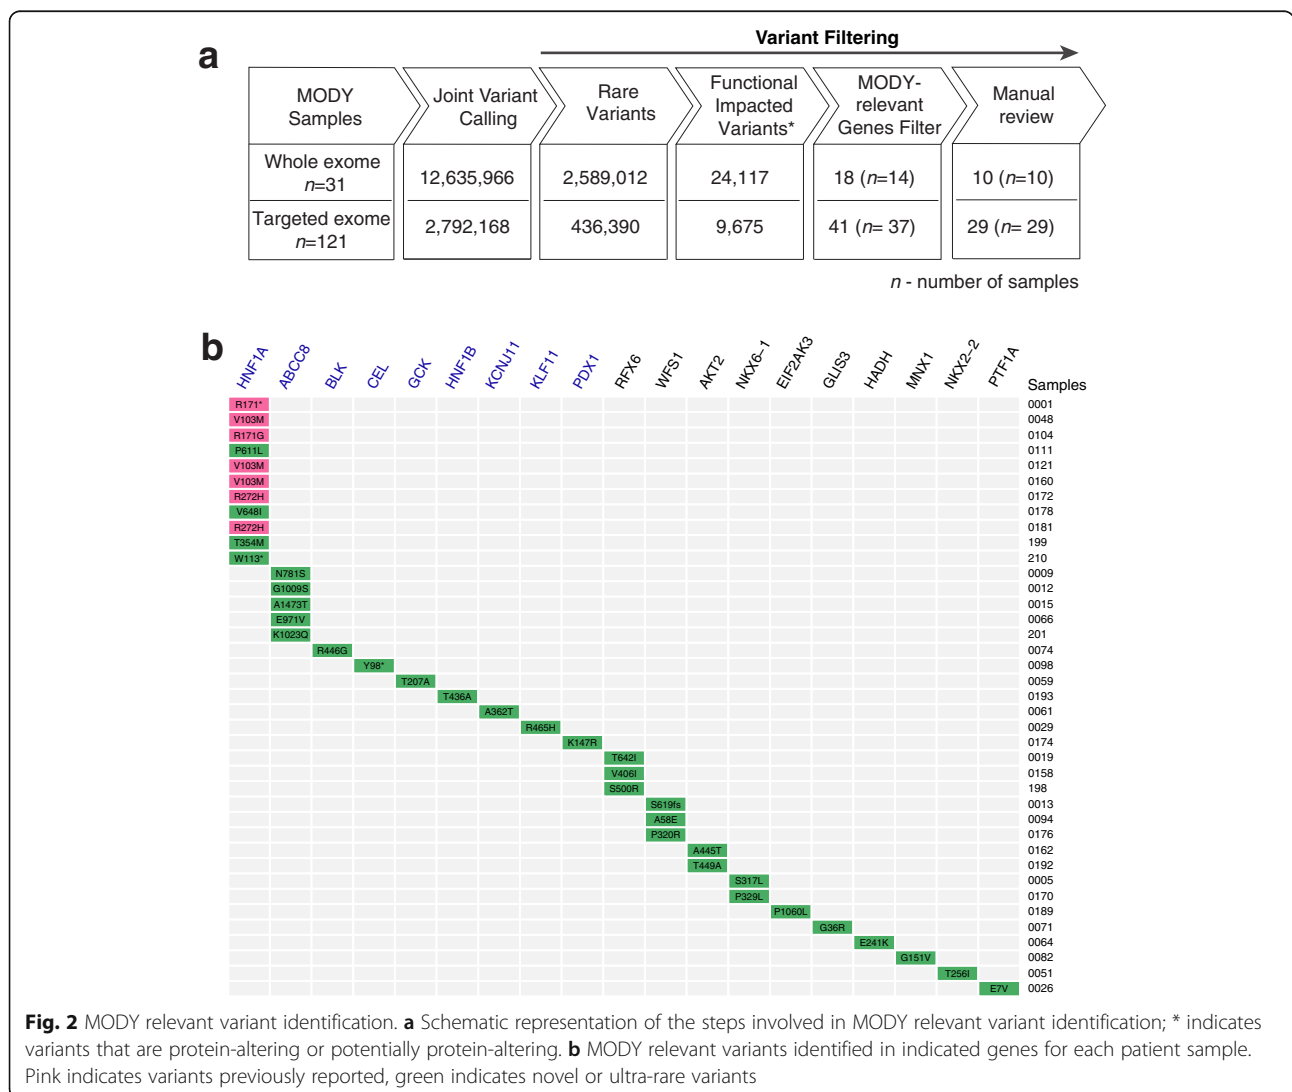 a
Variant Filtering
MODY Samples
Joint Variant Calling
Rare Variants
Functional Impacted Variants*
MODY-relevant Genes Filter
Manual review
Whole exome n=31
12,635,966
2,589,012
24,117
18 (n=14)
10 (n=10)
Targeted exome n=121
2,792,168
436,390
9,675
41 (n= 37)
29 (n= 29)
n - number of samples
b
HNF1A ABCC8 BLK CEL GCK HNF1B KCNJ11 KLF11 PDX1 RFX6 WFS1 AKT2 NKX6-1 EIF2AK3 GLIS3 HADH MNX1 NKX2-2 PTF1A Samples
R171* 0001
V103M 0048
R171G 0104
P611L 0111
V103M 0121
V103M 0160
R272H 0172
V648I 0178
R272H 0181
T354M 199
W113* 210
N781S 0009
G1009S 0012
A1473T 0015
E971V 0066
K1023Q 201
R446G 0074
Y98* 0098
T207A 0059
T436A 0193
A362T 0061
R465H 0029
K147R 0174
T642I 0019
V406I 0158
S500R 198
S619fs 0013
A58E 0094
P320R 0176
A445T 0162
T449A 0192
S317L 0005
P329L 0170
P1060L 0189
G36R 0071
E241K 0064
G151V 0082
T256I 0051
E7V 0026
Fig. 2 MODY relevant variant identification. a Schematic representation of the steps involved in MODY relevant variant identification; * indicates
variants that are protein-altering or potentially protein-altering. b MODY relevant variants identified in indicated genes for each patient sample.
Pink indicates variants previously reported, green indicates novel or ultra-rare variants